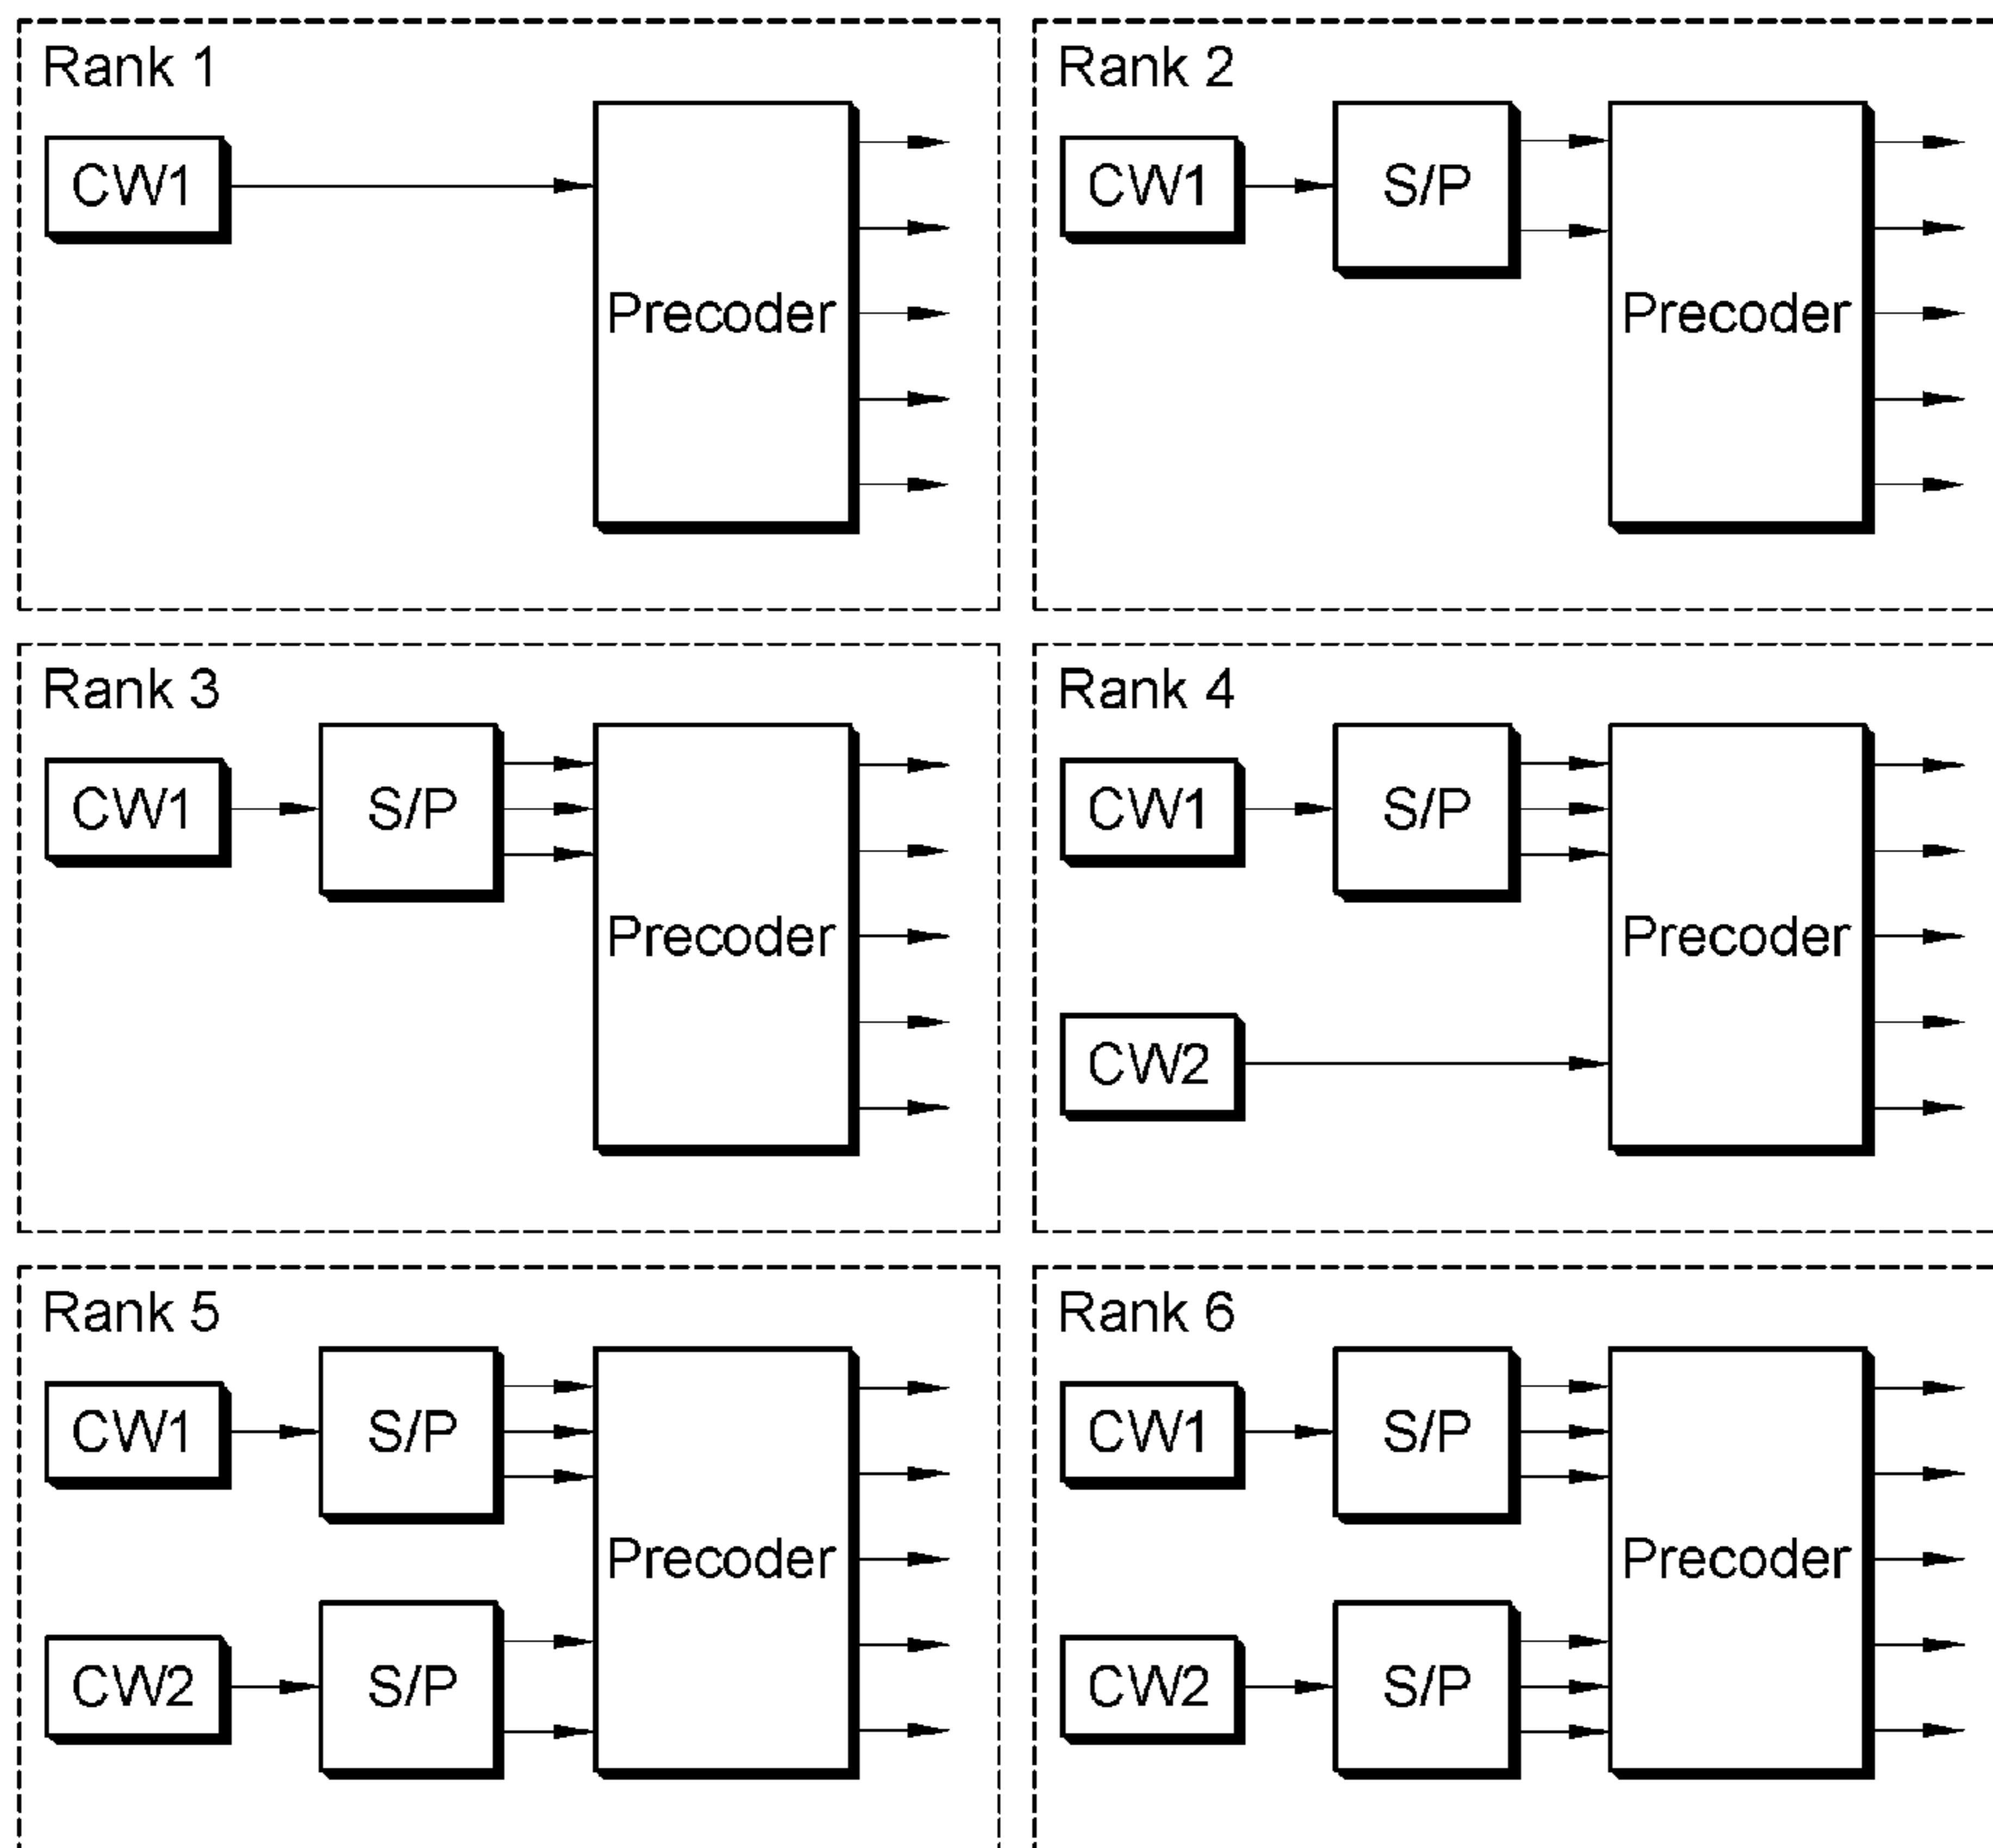 Rank 1
CW1
Precoder
Rank 2
CW1
S/P
Precoder
Rank 3
CW1
S/P
Precoder
Rank 4
CW1
S/P
Precoder
CW2
Rank 5
CW1
S/P
Precoder
CW2
S/P
Rank 6
CW1
S/P
Precoder
CW2
S/P